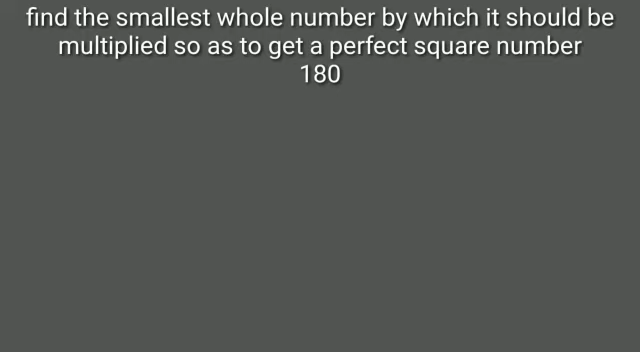 find the smallest whole number by which it should be
multiplied so as to get a perfect square number
180